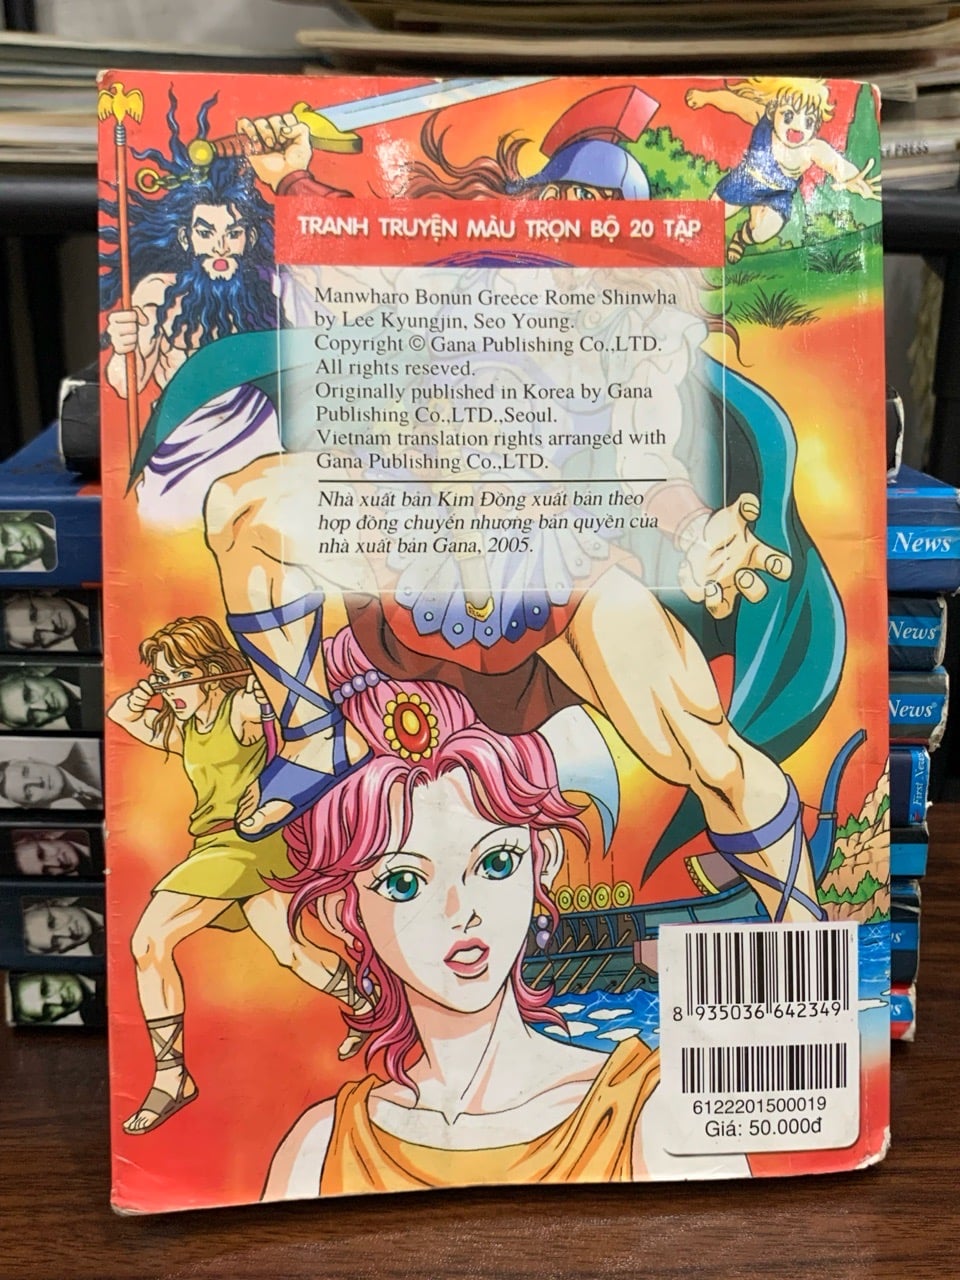 PRESS
TRANH TRUYỆN MÀU TRỌN BỘ 20 TẬP
Manwharo Bonun Greece Rome Shinwha
by Lee Kyungjin, Seo Young.
Copyright © Gana Publishing Co.,LTD.
All rights reseved.
Originally published in Korea by Gana
Publishing Co.,LTD.,Seoul.
Vietnam translation rights arranged with
Gana Publishing Co.,LTD.
Nhà xuất bản Kim Đồng xuất bản theo
hợp đồng chuyển nhượng bản quyền của
nhà xuất bản Gana, 2005.
News
News
News
First News
8 935036 642349
6122201500019
Giá: 50.000đ